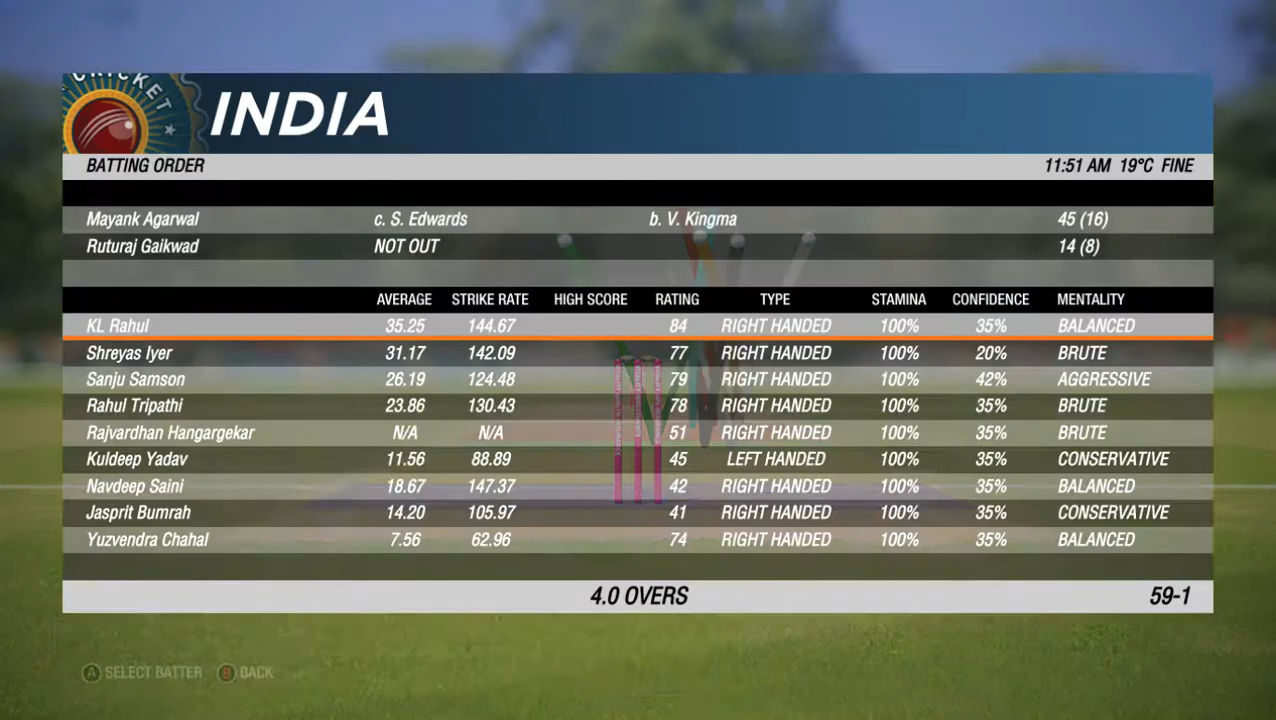 CRICKET
INDIA
BATTING ORDER 11:51 AM 19°C FINE
Mayank Agarwal c. S. Edwards b. V. Kingma 45 (16)
Ruturaj Gaikwad NOT OUT 14 (8)
AVERAGE STRIKE RATE HIGH SCORE RATING TYPE STAMINA CONFIDENCE MENTALITY
KL Rahul 35.25 144.67 84 RIGHT HANDED 100% 35% BALANCED
Shreyas Iyer 31.17 142.09 77 RIGHT HANDED 100% 20% BRUTE
Sanju Samson 26.19 124.48 79 RIGHT HANDED 100% 42% AGGRESSIVE
Rahul Tripathi 23.86 130.43 78 RIGHT HANDED 100% 35% BRUTE
Rajvardhan Hangargekar N/A N/A 51 RIGHT HANDED 100% 35% BRUTE
Kuldeep Yadav 11.56 88.89 45 LEFT HANDED 100% 35% CONSERVATIVE
Navdeep Saini 18.67 147.37 42 RIGHT HANDED 100% 35% BALANCED
Jasprit Bumrah 14.20 105.97 41 RIGHT HANDED 100% 35% CONSERVATIVE
Yuzvendra Chahal 7.56 62.96 74 RIGHT HANDED 100% 35% BALANCED
4.0 OVERS 59-1
A SELECT BATTER B BACK